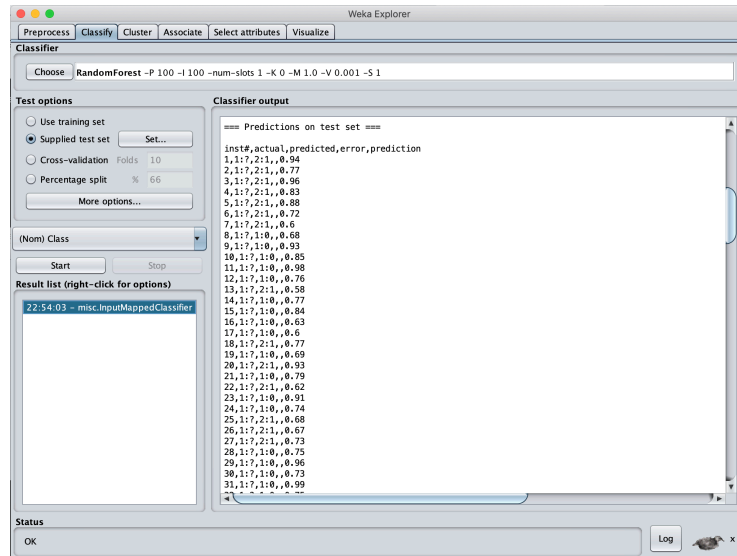 Weka Explorer
Preprocess Classify Cluster Associate Select attributes Visualize
Classifier
Choose RandomForest -P 100 -I 100 -num-slots 1 -K 0 -M 1.0 -V 0.001 -S 1
Test options
Use training set
Supplied test set Set...
Cross-validation Folds 10
Percentage split % 66
More options...
(Nom) Class
Start Stop
Result list (right-click for options)
22:54:03 - misc.InputMappedClassifier
Classifier output
=== Predictions on test set ===
inst#,actual,predicted,error,prediction
1,1:?,2:1,,0.94
2,1:?,2:1,,0.77
3,1:?,2:1,,0.96
4,1:?,2:1,,0.83
5,1:?,2:1,,0.88
6,1:?,2:1,,0.72
7,1:?,2:1,,0.6
8,1:?,1:0,,0.68
9,1:?,1:0,,0.93
10,1:?,1:0,,0.85
11,1:?,1:0,,0.98
12,1:?,1:0,,0.76
13,1:?,2:1,,0.58
14,1:?,1:0,,0.77
15,1:?,1:0,,0.84
16,1:?,1:0,,0.63
17,1:?,1:0,,0.6
18,1:?,2:1,,0.77
19,1:?,1:0,,0.69
20,1:?,2:1,,0.93
21,1:?,1:0,,0.79
22,1:?,2:1,,0.62
23,1:?,1:0,,0.91
24,1:?,1:0,,0.74
25,1:?,2:1,,0.68
26,1:?,2:1,,0.67
27,1:?,2:1,,0.73
28,1:?,1:0,,0.75
29,1:?,1:0,,0.96
30,1:?,1:0,,0.73
31,1:?,1:0,,0.99
Status
OK
Log
x